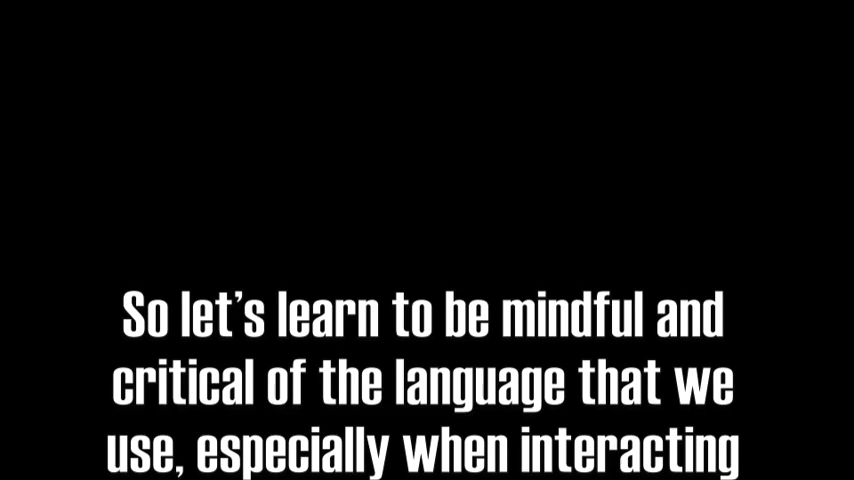 So let’s learn to be mindful and
critical of the language that we
use, especially when interacting